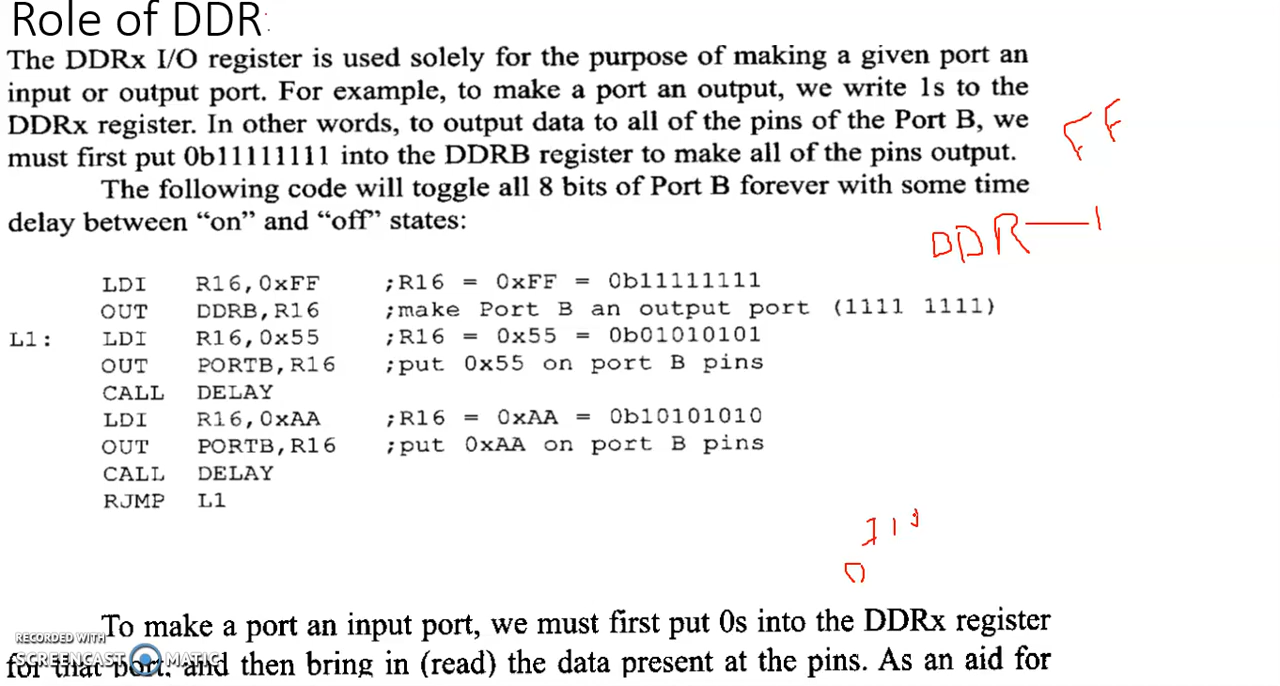 Role of DDR
The DDRx I/O register is used solely for the purpose of making a given port an
input or output port. For example, to make a port an output, we write 1s to the
DDRx register. In other words, to output data to all of the pins of the Port B, we
must first put 0b11111111 into the DDRB register to make all of the pins output.
FF
The following code will toggle all 8 bits of Port B forever with some time
delay between “on” and “off” states:
DDR—1
LDI R16,0xFF ;R16 = 0xFF = 0b11111111
OUT DDRB,R16 ;make Port B an output port (1111 1111)
L1: LDI R16,0x55 ;R16 = 0x55 = 0b01010101
OUT PORTB,R16 ;put 0x55 on port B pins
CALL DELAY
LDI R16,0xAA ;R16 = 0xAA = 0b10101010
OUT PORTB,R16 ;put 0xAA on port B pins
CALL DELAY
RJMP L1
To make a port an input port, we must first put 0s into the DDRx register
for that port, and then bring in (read) the data present at the pins. As an aid for
RECORDED WITH
SCREENCAST MATIC